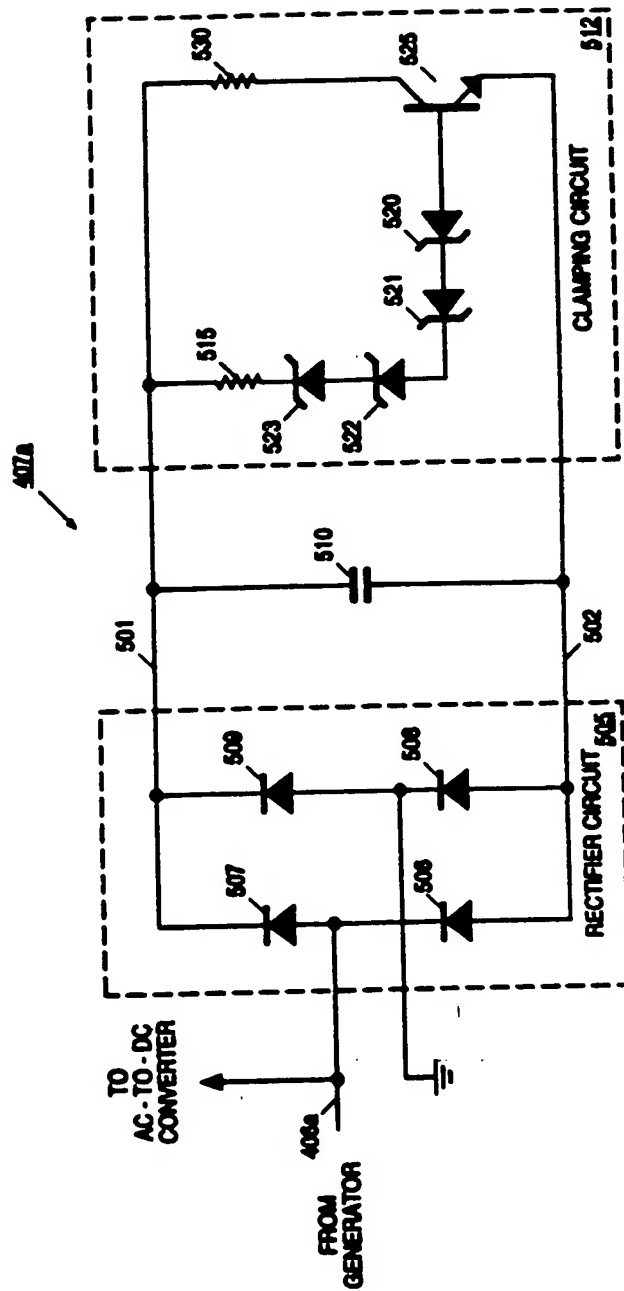 407a
501
502
510
509
507
508
506
RECTIFIER CIRCUIT
505
TO
AC-TO-DC
CONVERTER
406a
FROM
GENERATOR
515
523
522
521
520
530
525
CLAMPING CIRCUIT
512